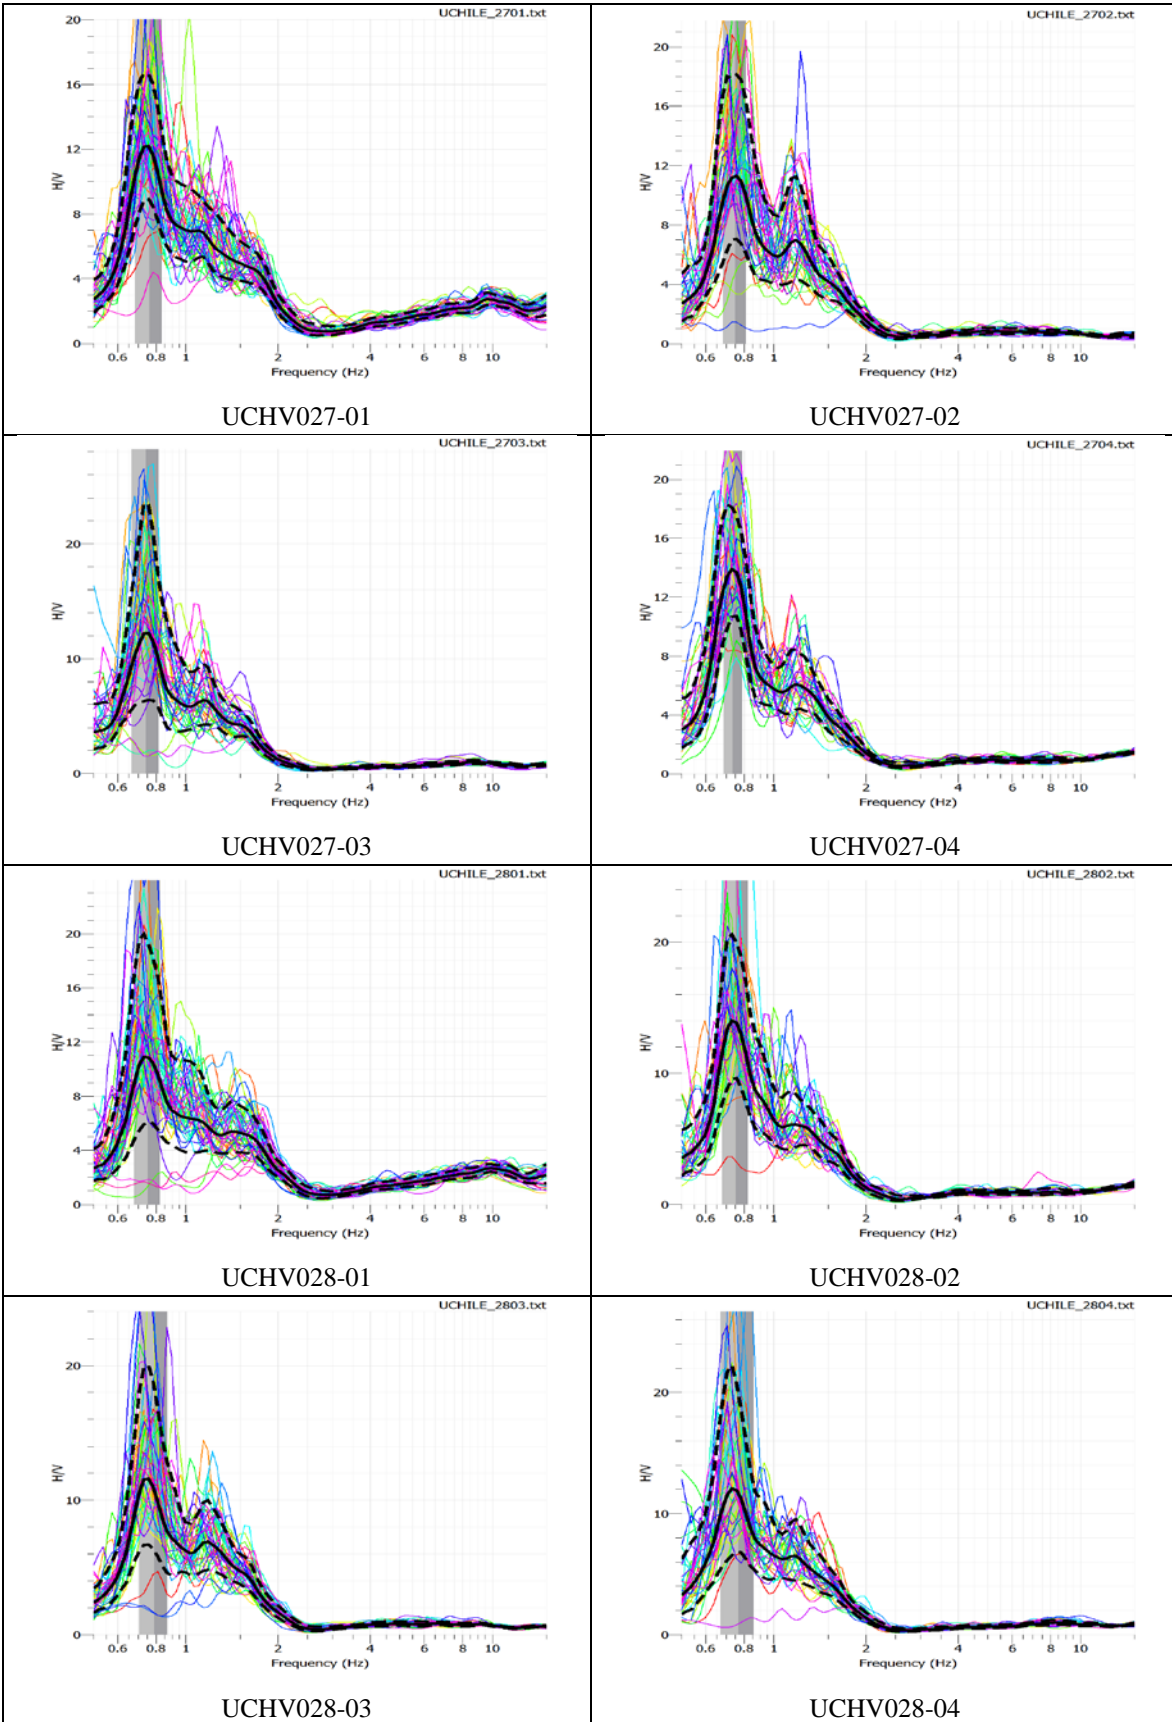 UCHILE_2701.txt
20
16
12
8
4
0
H/V
0.6 0.8 1 2 4 6 8 10
Frequency (Hz)
UCHV027-01
UCHILE_2702.txt
20
16
12
8
4
0
H/V
0.6 0.8 1 2 4 6 8 10
Frequency (Hz)
UCHV027-02
UCHILE_2703.txt
20
10
0
H/V
0.6 0.8 1 2 4 6 8 10
Frequency (Hz)
UCHV027-03
UCHILE_2704.txt
20
16
12
8
4
0
H/V
0.6 0.8 1 2 4 6 8 10
Frequency (Hz)
UCHV027-04
UCHILE_2801.txt
20
16
12
8
4
0
H/V
0.6 0.8 1 2 4 6 8 10
Frequency (Hz)
UCHV028-01
UCHILE_2802.txt
20
10
0
H/V
0.6 0.8 1 2 4 6 8 10
Frequency (Hz)
UCHV028-02
UCHILE_2803.txt
20
10
0
H/V
0.6 0.8 1 2 4 6 8 10
Frequency (Hz)
UCHV028-03
UCHILE_2804.txt
20
10
0
H/V
0.6 0.8 1 2 4 6 8 10
Frequency (Hz)
UCHV028-04